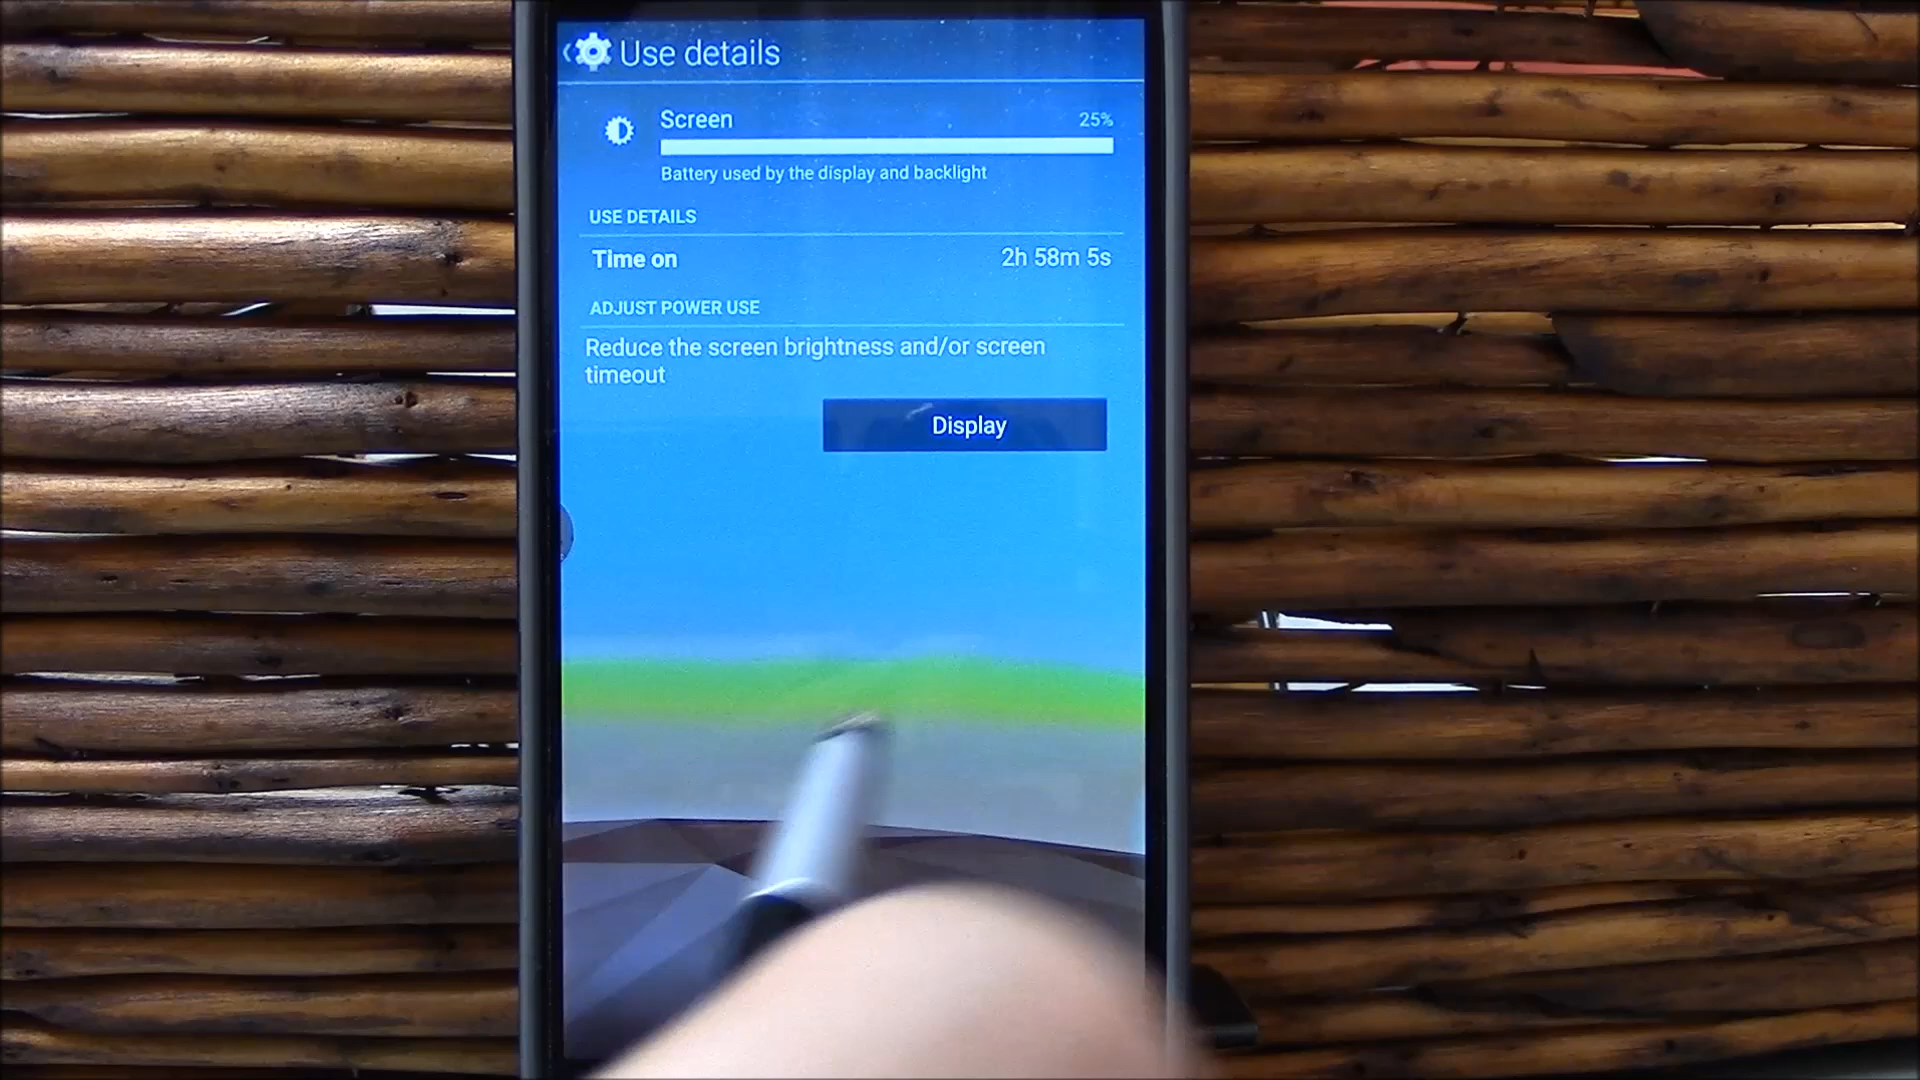 Use details
Screen 25%
Battery used by the display and backlight
USE DETAILS
Time on 2h 58m 5s
ADJUST POWER USE
Reduce the screen brightness and/or screen
timeout
Display